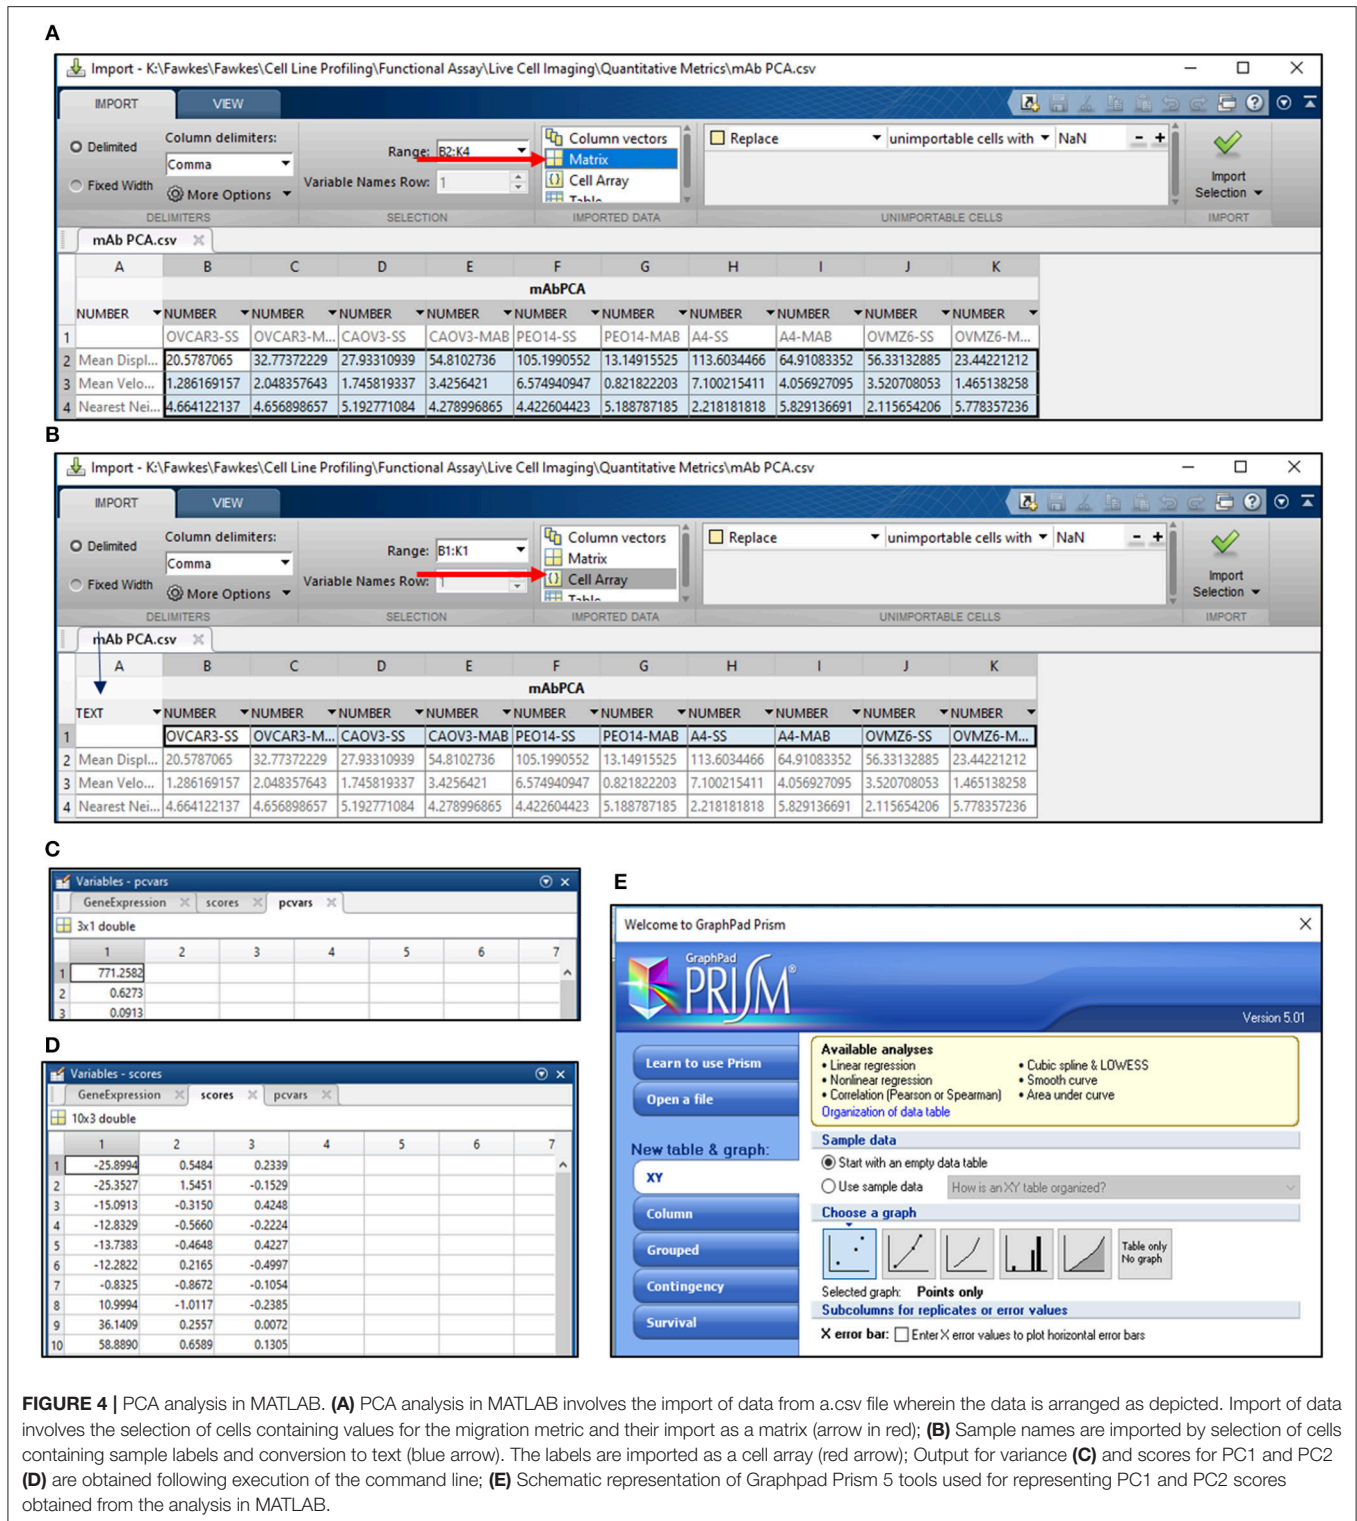 A
Import - K:\Fawkes\Fawkes\Cell Line Profiling\Functional Assay\Live Cell Imaging\Quantitative Metrics\mAb PCA.csv
IMPORT VIEW
Delimited Column delimiters: Range: B2:K4 Column vectors Replace unimportable cells with NaN
Comma Matrix
Fixed Width More Options Variable Names Row: 1 Cell Array Import
Table Selection
DELIMITERS SELECTION IMPORTED DATA UNIMPORTABLE CELLS IMPORT
mAb PCA.csv
A B C D E F G H I J K
mAbPCA
NUMBER NUMBER NUMBER NUMBER NUMBER NUMBER NUMBER NUMBER NUMBER NUMBER NUMBER
1 OVCAR3-SS OVCAR3-M... CAOV3-SS CAOV3-MAB PEO14-SS PEO14-MAB A4-SS A4-MAB OVMZ6-SS OVMZ6-M...
2 Mean Displ... 20.5787065 32.77372229 27.93310939 54.8102736 105.1990552 13.14915525 113.6034466 64.91083352 56.33132885 23.44221212
3 Mean Velo... 1.286169157 2.048357643 1.745819337 3.4256421 6.574940947 0.821822203 7.100215411 4.056927095 3.520708053 1.465138258
4 Nearest Nei... 4.664122137 4.656898657 5.192771084 4.278996865 4.422604423 5.188787185 2.218181818 5.829136691 2.115654206 5.778357236
B
Import - K:\Fawkes\Fawkes\Cell Line Profiling\Functional Assay\Live Cell Imaging\Quantitative Metrics\mAb PCA.csv
IMPORT VIEW
Delimited Column delimiters: Range: B1:K1 Column vectors Replace unimportable cells with NaN
Comma Matrix
Fixed Width More Options Variable Names Row: 1 Cell Array Import
Table Selection
DELIMITERS SELECTION IMPORTED DATA UNIMPORTABLE CELLS IMPORT
mAb PCA.csv
A B C D E F G H I J K
mAbPCA
TEXT NUMBER NUMBER NUMBER NUMBER NUMBER NUMBER NUMBER NUMBER NUMBER NUMBER
1 OVCAR3-SS OVCAR3-M... CAOV3-SS CAOV3-MAB PEO14-SS PEO14-MAB A4-SS A4-MAB OVMZ6-SS OVMZ6-M...
2 Mean Displ... 20.5787065 32.77372229 27.93310939 54.8102736 105.1990552 13.14915525 113.6034466 64.91083352 56.33132885 23.44221212
3 Mean Velo... 1.286169157 2.048357643 1.745819337 3.4256421 6.574940947 0.821822203 7.100215411 4.056927095 3.520708053 1.465138258
4 Nearest Nei... 4.664122137 4.656898657 5.192771084 4.278996865 4.422604423 5.188787185 2.218181818 5.829136691 2.115654206 5.778357236
C
Variables - pcvars
GeneExpression scores pcvars
3x1 double
1 2 3 4 5 6 7
1 771.2582
2 0.6273
3 0.0913
D
Variables - scores
GeneExpression scores pcvars
10x3 double
1 2 3 4 5 6 7
1 -25.8994 0.5484 0.2339
2 -25.3527 1.5451 -0.1529
3 -15.0913 -0.3150 0.4248
4 -12.8329 -0.5660 -0.2224
5 -13.7383 -0.4648 0.4227
6 -12.2822 0.2165 -0.4997
7 -0.8325 -0.8672 -0.1054
8 10.9994 -1.0117 -0.2385
9 36.1409 0.2557 0.0072
10 58.8890 0.6589 0.1305
E
Welcome to GraphPad Prism
GraphPad
PRISM®
Version 5.01
Learn to use Prism
Open a file
New table & graph:
XY
Column
Grouped
Contingency
Survival
Available analyses
• Linear regression • Cubic spline & LOWESS
• Nonlinear regression • Smooth curve
• Correlation (Pearson or Spearman) • Area under curve
Organization of data table
Sample data
Start with an empty data table
Use sample data How is an XY table organized?
Choose a graph
Table only
No graph
Selected graph: Points only
Subcolumns for replicates or error values
X error bar: Enter X error values to plot horizontal error bars
FIGURE 4 | PCA analysis in MATLAB. (A) PCA analysis in MATLAB involves the import of data from a.csv file wherein the data is arranged as depicted. Import of data
involves the selection of cells containing values for the migration metric and their import as a matrix (arrow in red); (B) Sample names are imported by selection of cells
containing sample labels and conversion to text (blue arrow). The labels are imported as a cell array (red arrow); Output for variance (C) and scores for PC1 and PC2
(D) are obtained following execution of the command line; (E) Schematic representation of Graphpad Prism 5 tools used for representing PC1 and PC2 scores
obtained from the analysis in MATLAB.